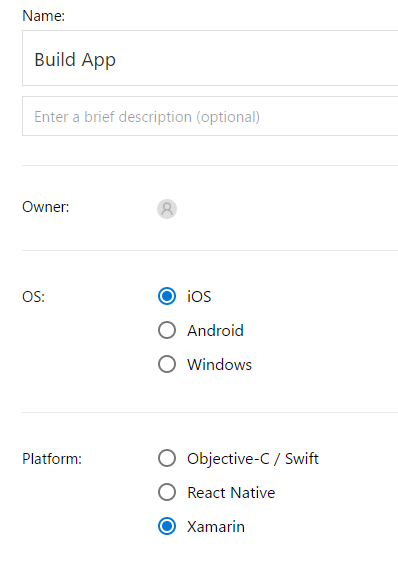 Name:
Build App
Enter a brief description (optional)
Owner:
OS:
iOS
Android
Windows
Platform:
Objective-C / Swift
React Native
Xamarin